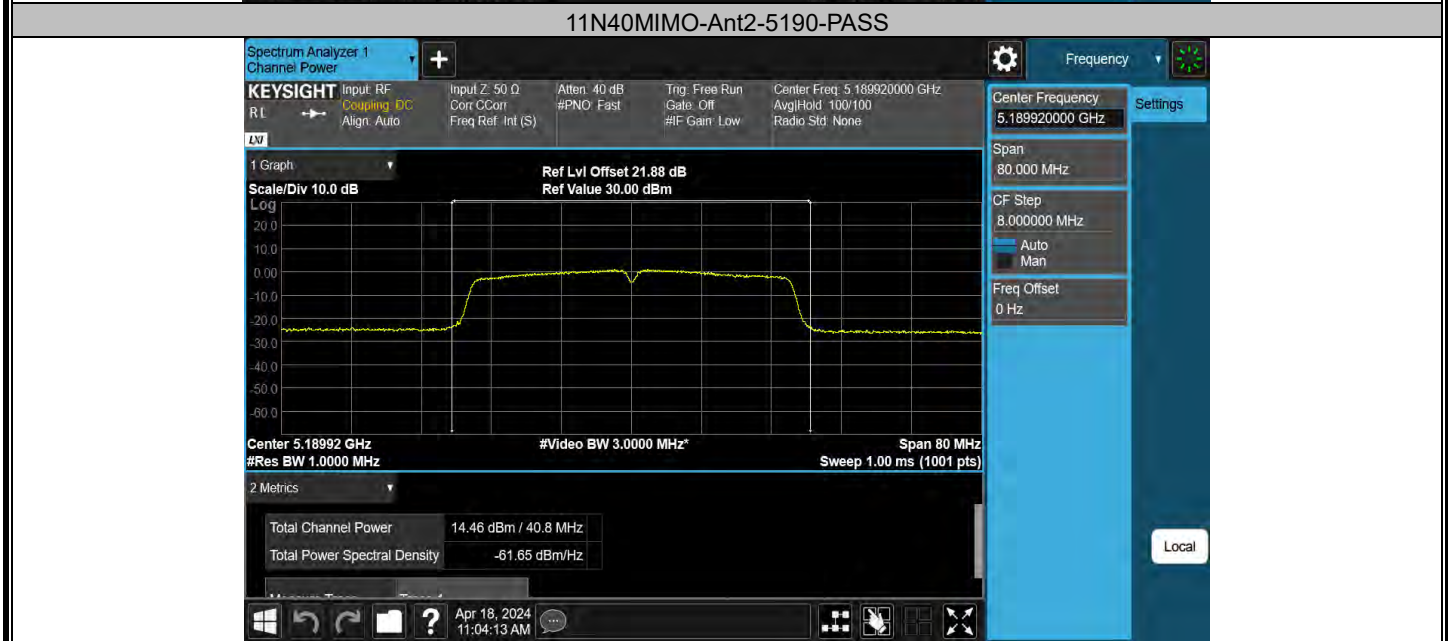 11N40MIMO-Ant2-5190-PASS
Spectrum Analyzer 1
Channel Power
+
Frequency
KEYSIGHT
RL
LXI
Input: RF
Coupling: DC
Align: Auto
Input Z: 50 Ω
Corr CCorr
Freq Ref: Int (S)
Atten: 40 dB
#PNO: Fast
Trig: Free Run
Gate: Off
#IF Gain: Low
Center Freq: 5.189920000 GHz
Avg|Hold: 100/100
Radio Std: None
Center Frequency
5.189920000 GHz
Settings
Span
80.000 MHz
CF Step
8.000000 MHz
Auto
Man
Freq Offset
0 Hz
1 Graph
Ref Lvl Offset 21.88 dB
Scale/Div 10.0 dB
Ref Value 30.00 dBm
Log
20.0
10.0
0.00
-10.0
-20.0
-30.0
-40.0
-50.0
-60.0
Center 5.18992 GHz
#Video BW 3.0000 MHz*
Span 80 MHz
#Res BW 1.0000 MHz
Sweep 1.00 ms (1001 pts)
2 Metrics
Total Channel Power 14.46 dBm / 40.8 MHz
Total Power Spectral Density -61.65 dBm/Hz
Local
?
Apr 18, 2024
11:04:13 AM